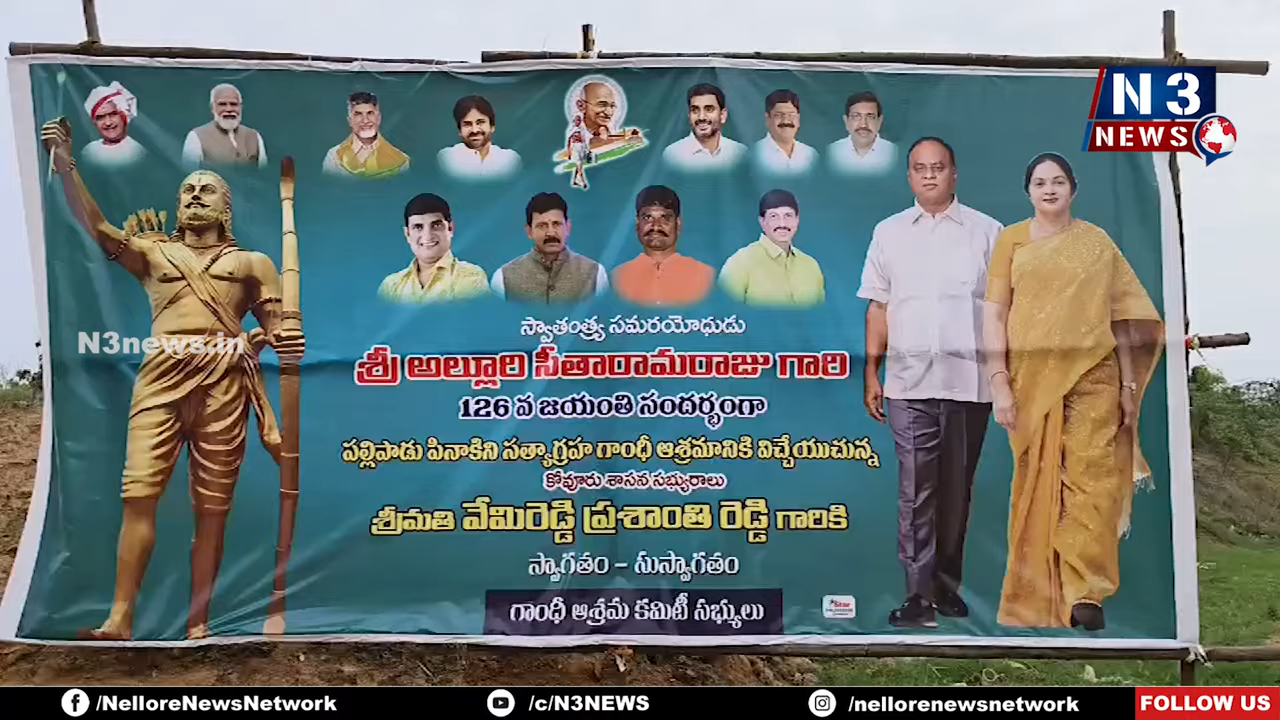 N3
NEWS
N3news.in
స్వాతంత్ర్య సమరయోధుడు
శ్రీ అల్లూరి సీతారామరాజు గారి
126 వ జయంతి సందర్భంగా
పల్లిపాడు పినాకిని సత్యాగ్రహ గాంధీ ఆశ్రమానికి విచ్చేయుచున్న
కోవూరు శాసన సభ్యురాలు
శ్రీమతి వేమిరెడ్డి ప్రశాంతి రెడ్డి గారికి
స్వాగతం - సుస్వాగతం
గాంధీ ఆశ్రమ కమిటీ సభ్యులు
Star
/NelloreNewsNetwork
/c/N3NEWS
/nellorenewsnetwork
FOLLOW US